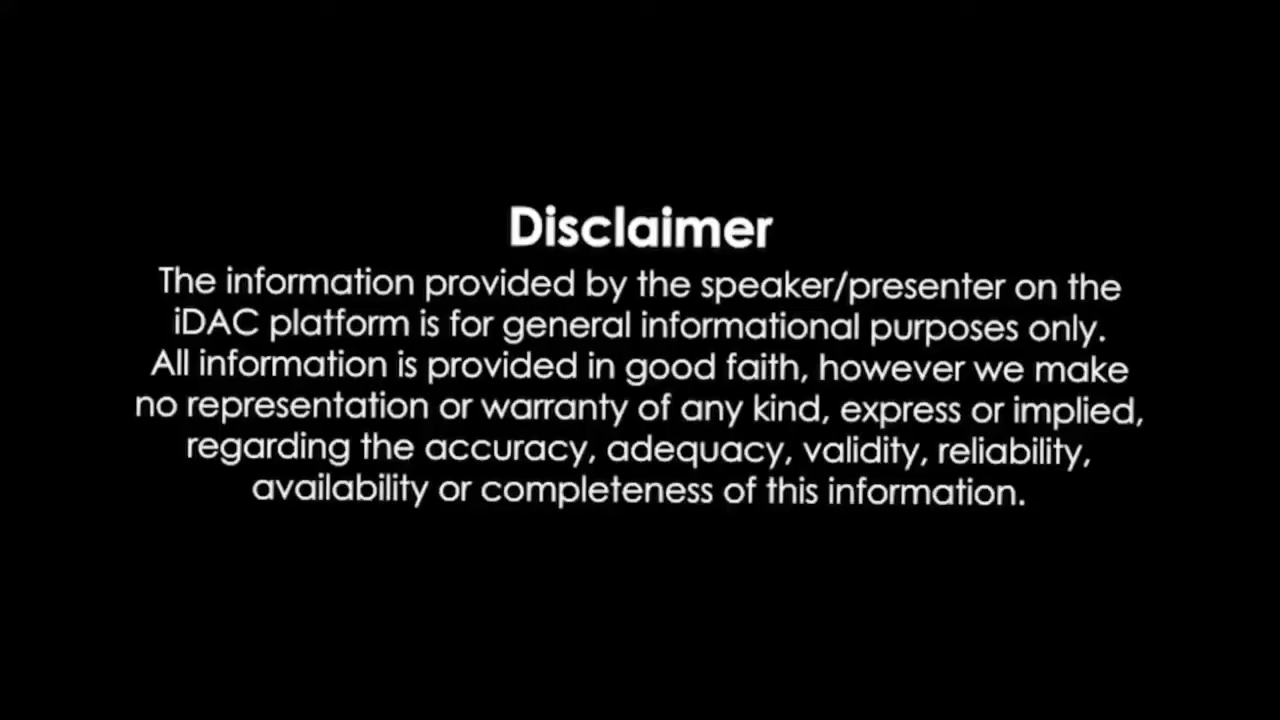 Disclaimer
The information provided by the speaker/presenter on the
iDAC platform is for general informational purposes only.
All information is provided in good faith, however we make
no representation or warranty of any kind, express or implied,
regarding the accuracy, adequacy, validity, reliability,
availability or completeness of this information.